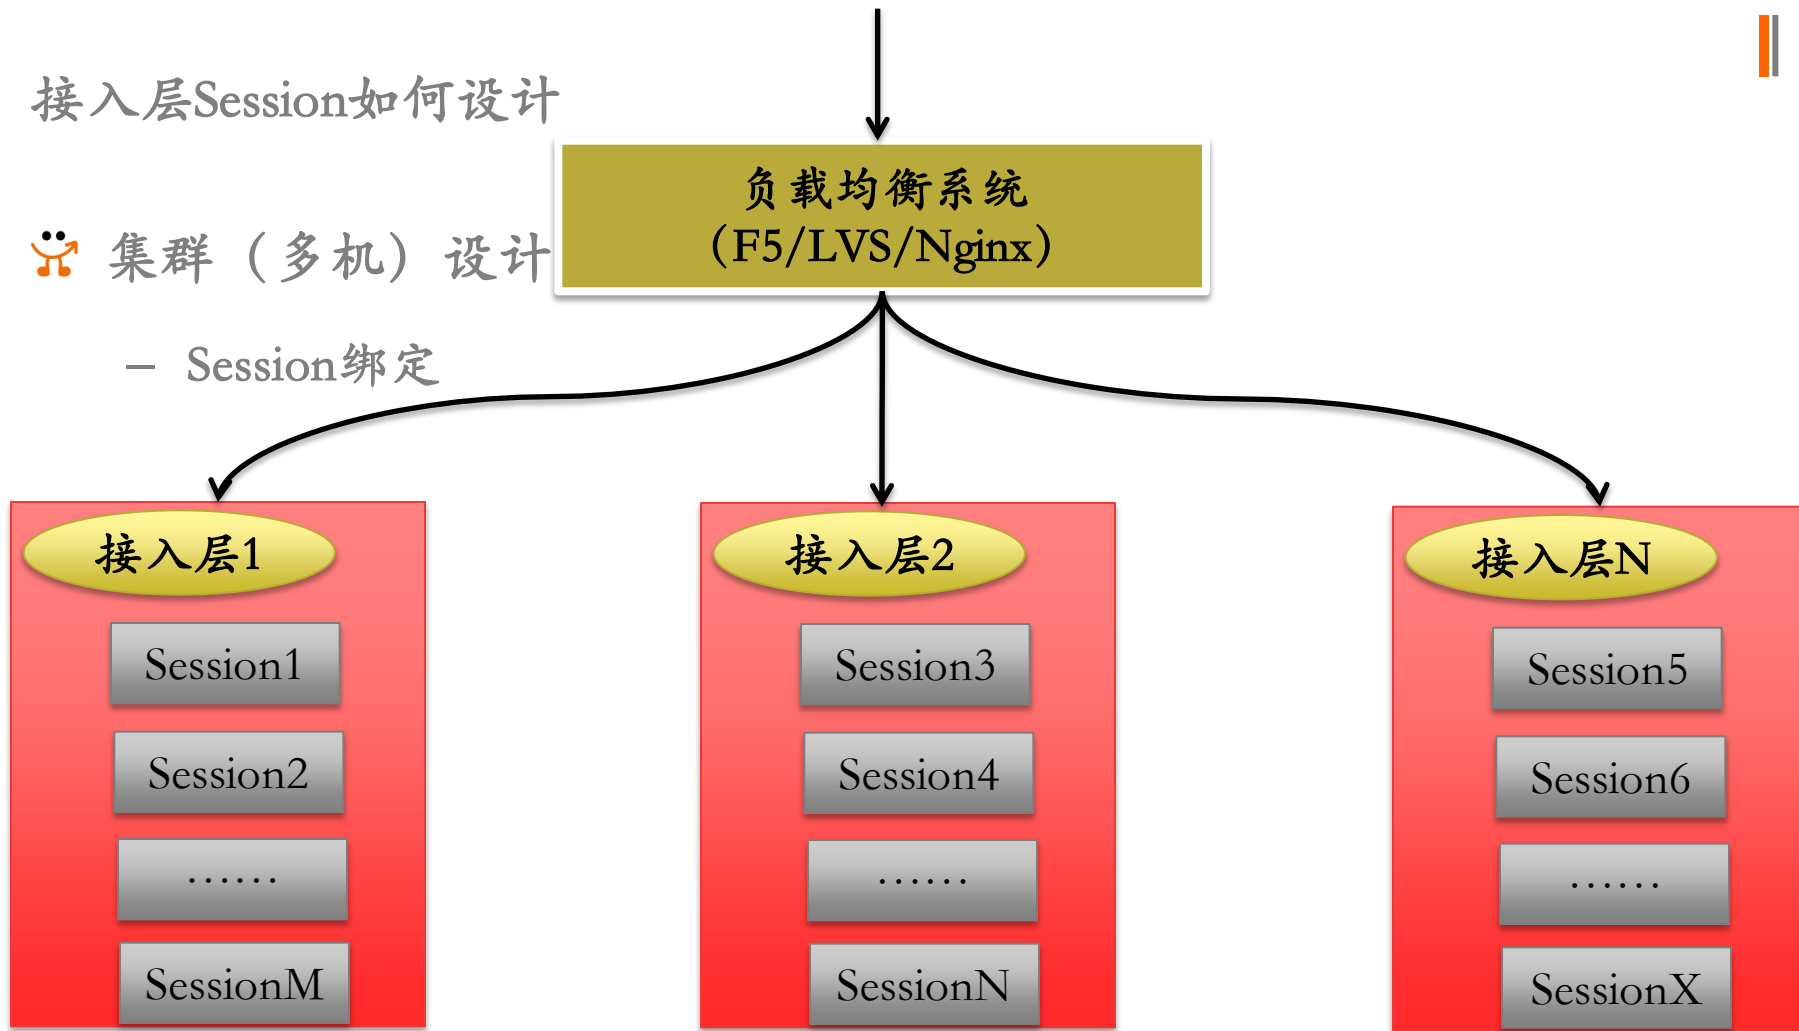 接入层Session如何设计
负载均衡系统
（F5/LVS/Nginx）
集群（多机）设计
– Session绑定
接入层1
Session1
Session2
……
SessionM
接入层2
Session3
Session4
……
SessionN
接入层N
Session5
Session6
……
SessionX